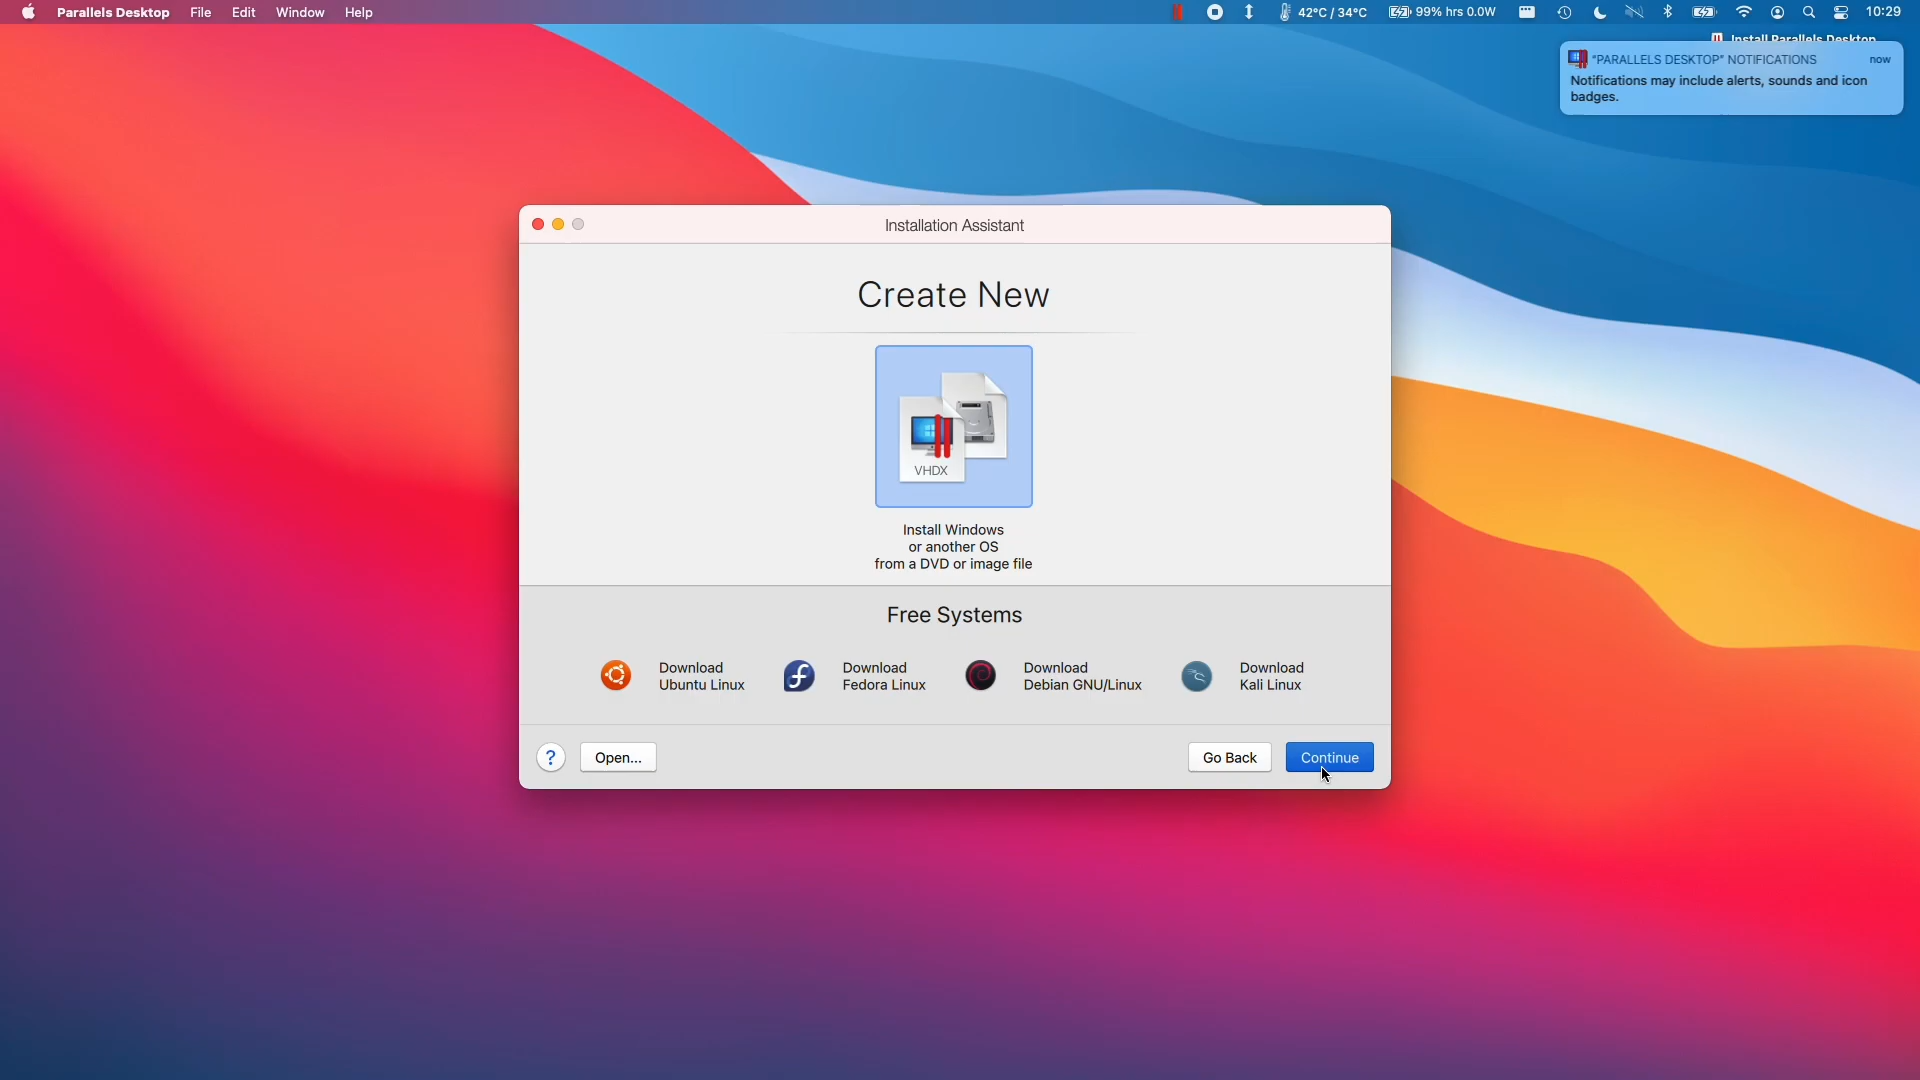 Parallels Desktop File Edit Window Help 42°C / 34°C 99% hrs 0.0W 10:29
Install Parallels Desktop
"PARALLELS DESKTOP" NOTIFICATIONS now
Notifications may include alerts, sounds and icon
badges.
Installation Assistant
Create New
VHDX
Install Windows
or another OS
from a DVD or image file
Free Systems
Download
Ubuntu Linux
Download
Fedora Linux
Download
Debian GNU/Linux
Download
Kali Linux
? Open... Go Back Continue